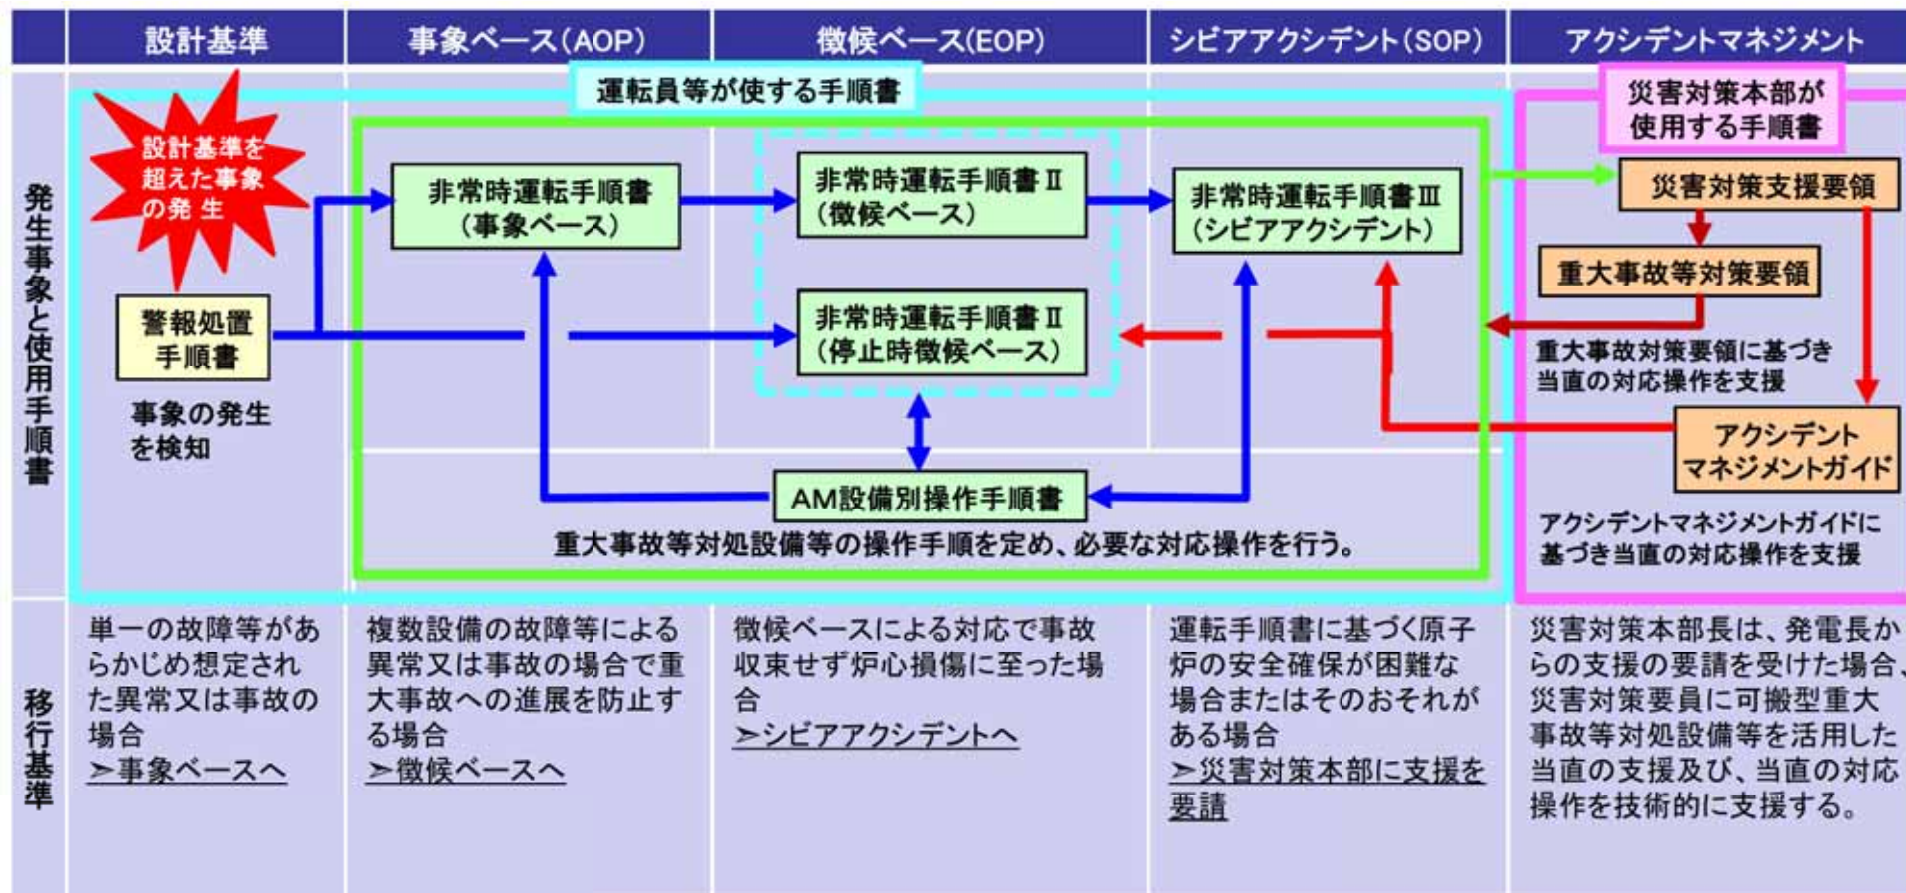 設計基準
事象ベース(AOP)
徴候ベース(EOP)
シビアアクシデント(SOP)
アクシデントマネジメント
発生事象と使用手順書
運転員等が使する手順書
災害対策本部が
使用する手順書
設計基準を
超えた事象
の発 生
警報処置
手順書
事象の発生
を検知
非常時運転手順書
(事象ベース)
非常時運転手順書Ⅱ
(徴候ベース)
非常時運転手順書Ⅱ
(停止時徴候ベース)
非常時運転手順書Ⅲ
(シビアアクシデント)
AM設備別操作手順書
重大事故等対処設備等の操作手順を定め、必要な対応操作を行う。
災害対策支援要領
重大事故等対策要領
重大事故対策要領に基づき
当直の対応操作を支援
アクシデント
マネジメントガイド
アクシデントマネジメントガイドに
基づき当直の対応操作を支援
移行基準
単一の故障等があ
らかじめ想定され
た異常又は事故の
場合
➢事象ベースへ
複数設備の故障等による
異常又は事故の場合で重
大事故への進展を防止す
る場合
➢徴候ベースへ
徴候ベースによる対応で事故
収束せず炉心損傷に至った場
合
➢シビアアクシデントへ
運転手順書に基づく原子
炉の安全確保が困難な
場合またはそのおそれが
ある場合
➢災害対策本部に支援を
要請
災害対策本部長は、発電長か
らの支援の要請を受けた場合、
災害対策要員に可搬型重大
事故等対処設備等を活用した
当直の支援及び、当直の対応
操作を技術的に支援する。